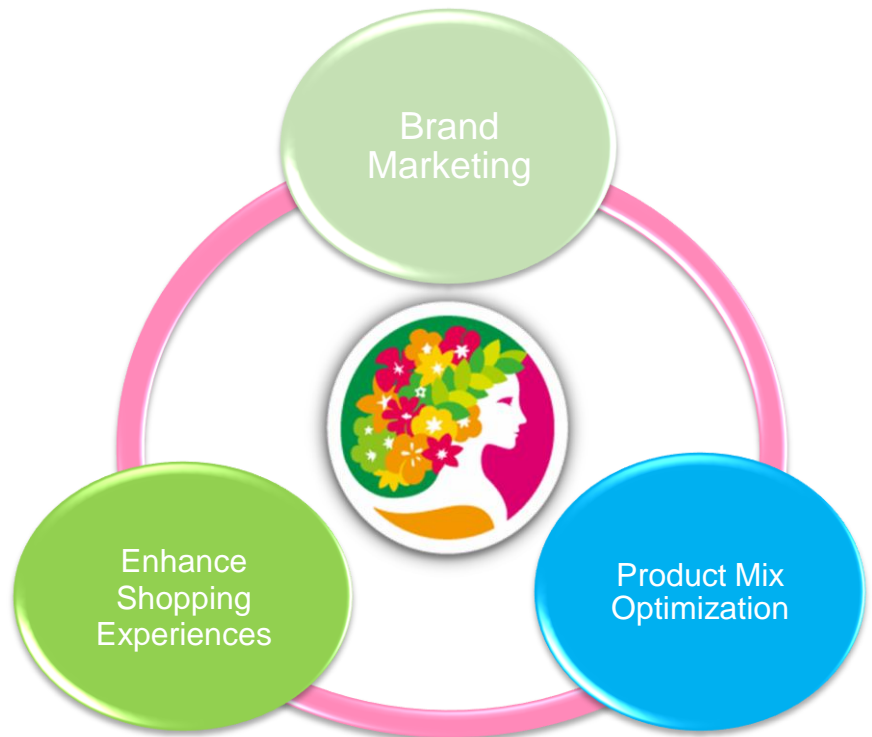 Brand
Marketing
Enhance
Shopping
Experiences
Product Mix
Optimization